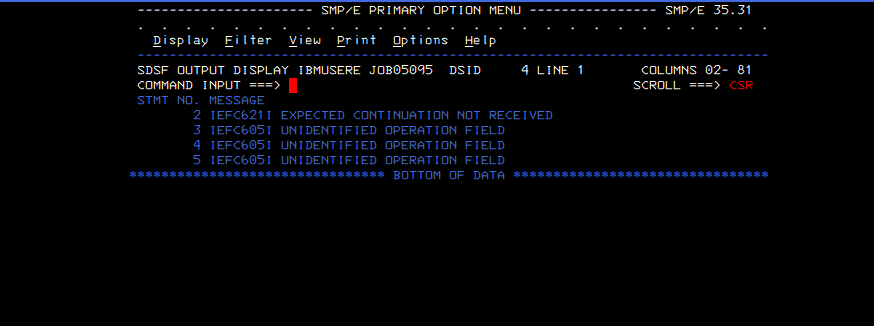 ---------------------- SMP/E PRIMARY OPTION MENU ---------------- SMP/E 35.31
. . . . . . . . . . . . . . . . . . . . . . . . . . .
Display Filter View Print Options Help
-------------------------------------------------------------------------------
SDSF OUTPUT DISPLAY IBMUSERE JOB05095 DSID 4 LINE 1 COLUMNS 02- 81
COMMAND INPUT ===> SCROLL ===> CSR
STMT NO. MESSAGE
2 IEFC621I EXPECTED CONTINUATION NOT RECEIVED
3 IEFC605I UNIDENTIFIED OPERATION FIELD
4 IEFC605I UNIDENTIFIED OPERATION FIELD
5 IEFC605I UNIDENTIFIED OPERATION FIELD
******************************** BOTTOM OF DATA ********************************